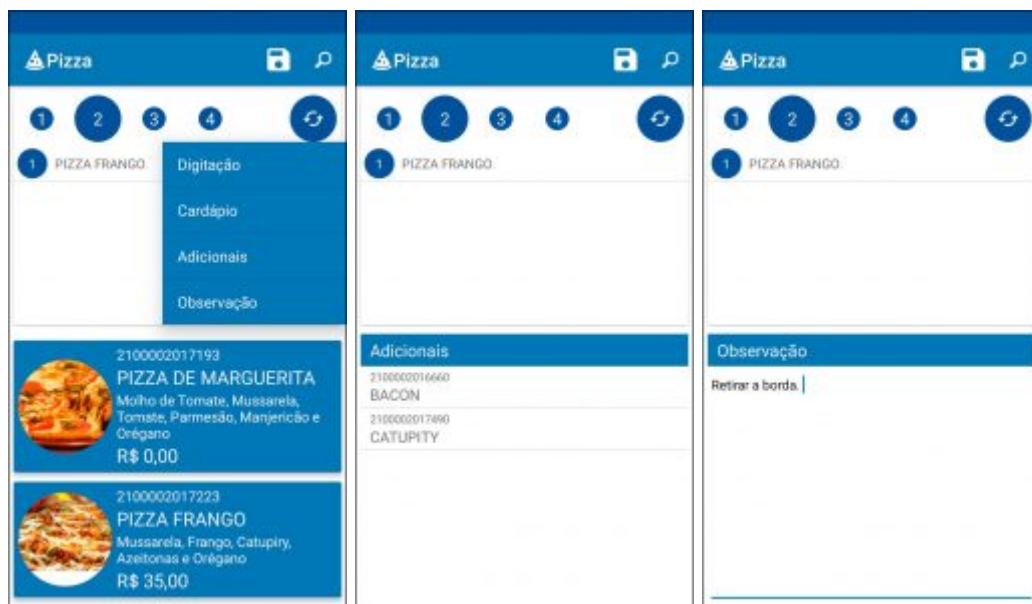 Pizza
1 2 3 4
1 PIZZA FRANGO
Digitação
Cardápio
Adicionais
Observação
2100002017193
PIZZA DE MARGUERITA
Molho de Tomate, Mussarela,
Tomate, Parmesão, Manjericão e
Orégano
R$ 0,00
2100002017223
PIZZA FRANGO
Mussarela, Frango, Catupiry,
Azeitonas e Orégano
R$ 35,00
Pizza
1 2 3 4
1 PIZZA FRANGO
Adicionais
2100002016660
BACON
2100002017490
CATUPITY
Pizza
1 2 3 4
1 PIZZA FRANGO
Observação
Retirar a borda.